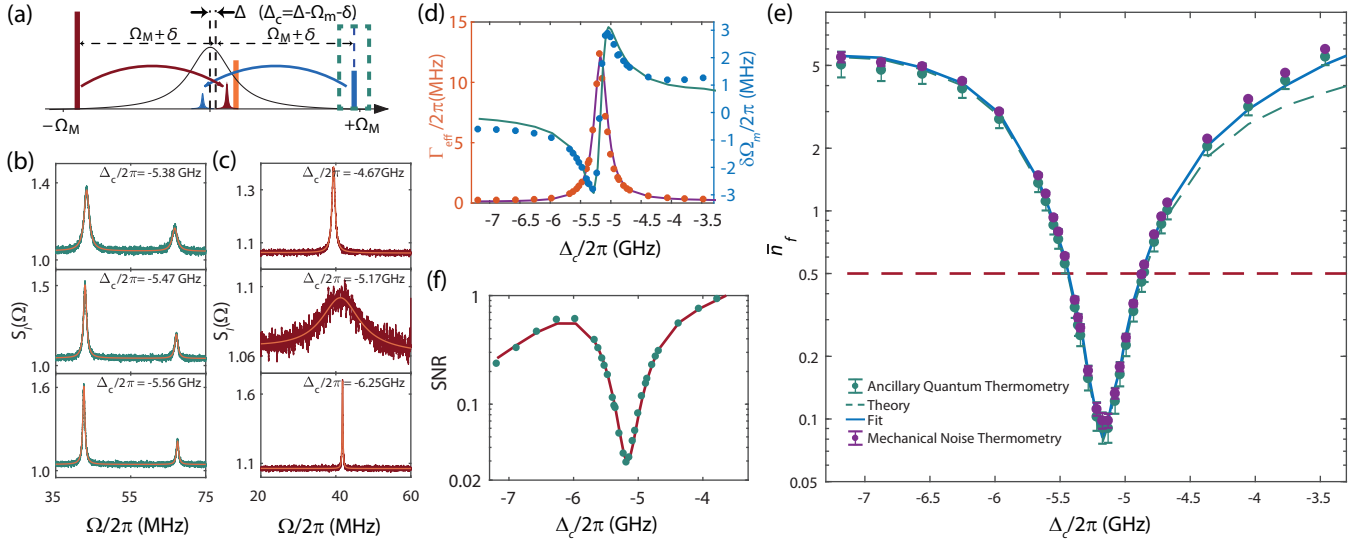 (a)
Δ (Δc=Δ-Ωm-δ)
ΩM+δ
ΩM+δ
-ΩM
+ΩM
(b)
Δc/2π= -5.38 GHz
1.4
1.0
Δc/2π= -5.47 GHz
1.5
1.0
Δc/2π= -5.56 GHz
1.6
1.0
35 55 75
Ω/2π (MHz)
SI(Ω)
(c)
Δc/2π = -4.67GHz
1.3
1.1
Δc/2π = -5.17GHz
1.06
Δc/2π = -6.25GHz
1.6
1.1
20 40 60
Ω/2π (MHz)
SI(Ω)
(d)
15
10
5
0
Γeff/2π(MHz)
3
2
1
0
-1
-2
-3
δΩm/2π (MHz)
-7 -6.5 -6 -5.5 -5 -4.5 -4 -3.5
Δc/2π (GHz)
(f)
1
0.1
0.02
SNR
-7 -6 -5 -4
Δc/2π (GHz)
(e)
5
2
1
0.5
0.2
0.1
0.05
n̄f
Ancillary Quantum Thermometry
Theory
Fit
Mechanical Noise Thermometry
-7 -6.5 -6 -5.5 -5 -4.5 -4 -3.5
Δc/2π (GHz)